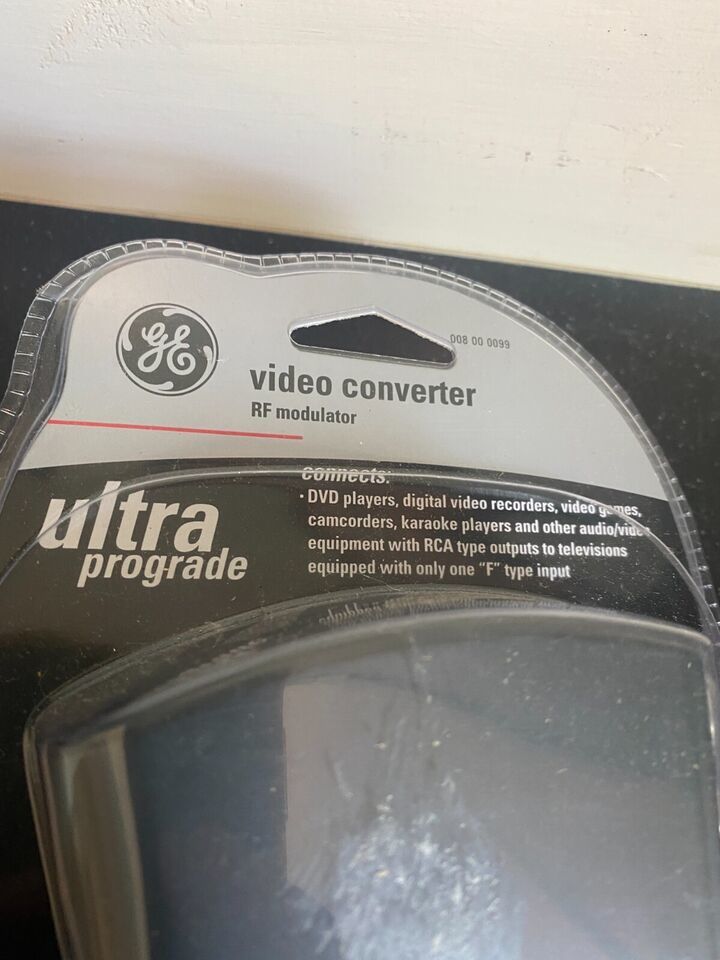 GE
008 00 0099
video converter
RF modulator
connects:
ultra
prograde
· DVD players, digital video recorders, video games,
camcorders, karaoke players and other audio/video
equipment with RCA type outputs to televisions
equipped with only one "F" type input